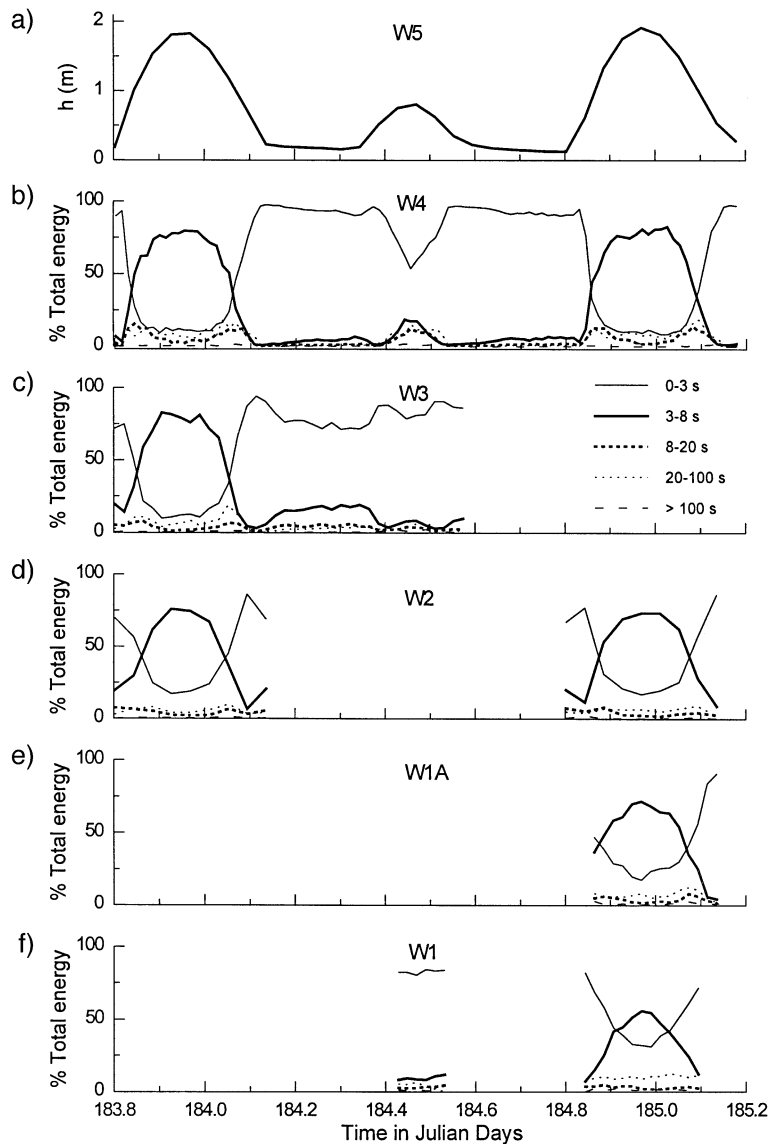 a)
W5
h (m)
2
1
0
b)
W4
% Total energy
100
50
0
c)
W3
% Total energy
100
50
0
0-3 s
3-8 s
8-20 s
20-100 s
> 100 s
d)
W2
% Total energy
100
50
0
e)
W1A
% Total energy
100
50
0
f)
W1
% Total energy
100
50
0
183.8 184.0 184.2 184.4 184.6 184.8 185.0 185.2
Time in Julian Days